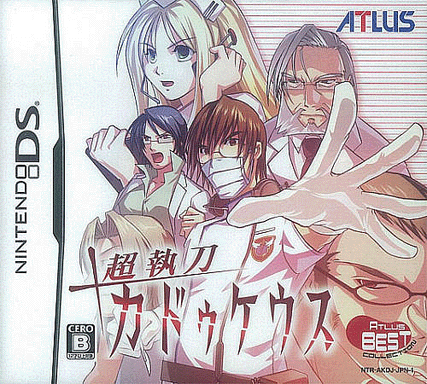 ATLUS
NINTENDO DS
超執刀
カドゥケウス
CERO
B
ATLUS
BEST
COLLECTION
NTR-AKDJ-JPN-1